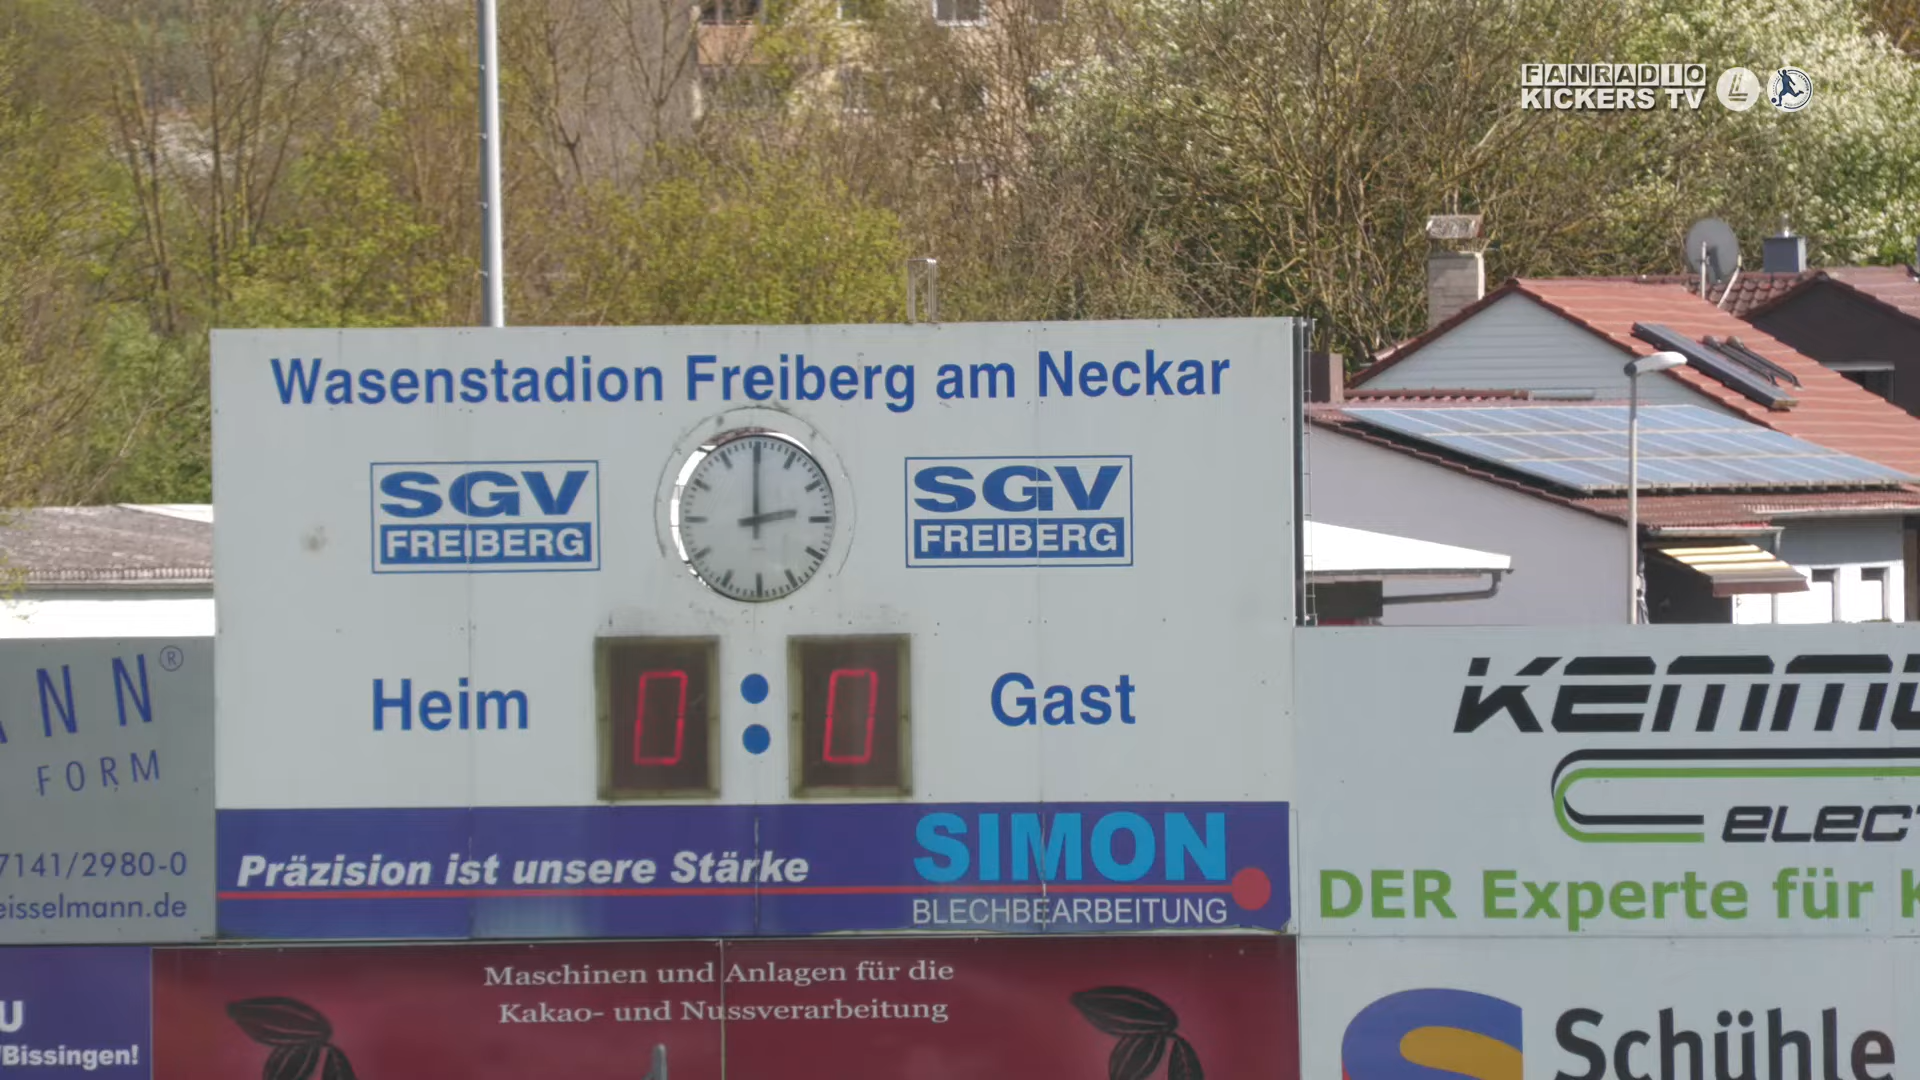 FANRADIO
KICKERS TV
Wasenstadion Freiberg am Neckar
SGV
FREIBERG
SGV
FREIBERG
Heim
0
:
0
Gast
ANN®
FORM
7141/2980-0
eisselmann.de
Präzision ist unsere Stärke
SIMON
BLECHBEARBEITUNG
DER Experte für K
Maschinen und Anlagen für die
Kakao- und Nussverarbeitung
U
/Bissingen!
Schühle